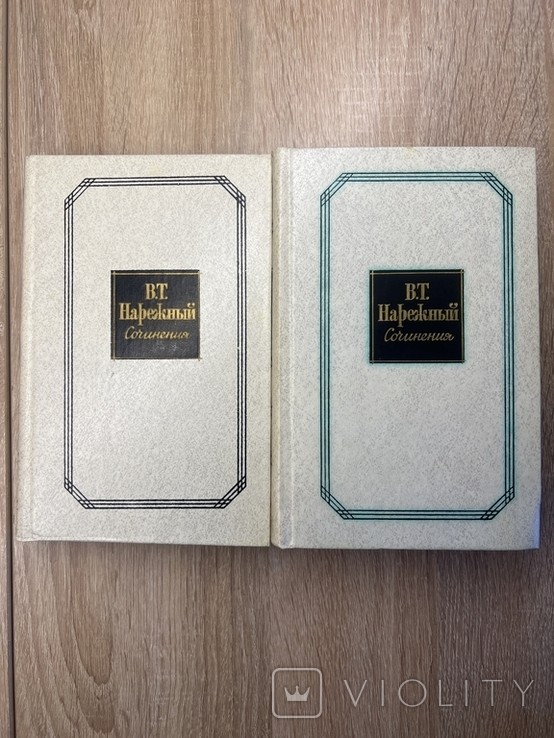 В.Т.
Нарежный
Сочинения
В.Т.
Нарежный
Сочинения
VIOLITY